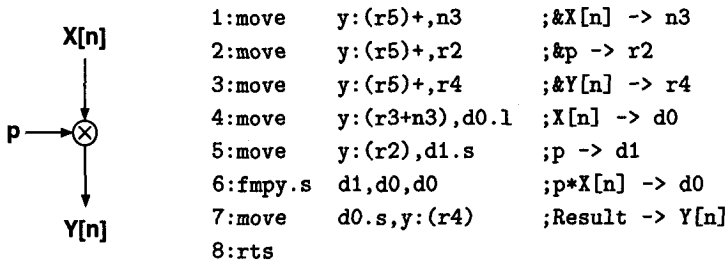 X[n]
p
Y[n]
1:move y:(r5)+,n3 ;&X[n] -> n3
2:move y:(r5)+,r2 ;&p -> r2
3:move y:(r5)+,r4 ;&Y[n] -> r4
4:move y:(r3+n3),d0.l ;X[n] -> d0
5:move y:(r2),d1.s ;p -> d1
6:fmpy.s d1,d0,d0 ;p*X[n] -> d0
7:move d0.s,y:(r4) ;Result -> Y[n]
8:rts